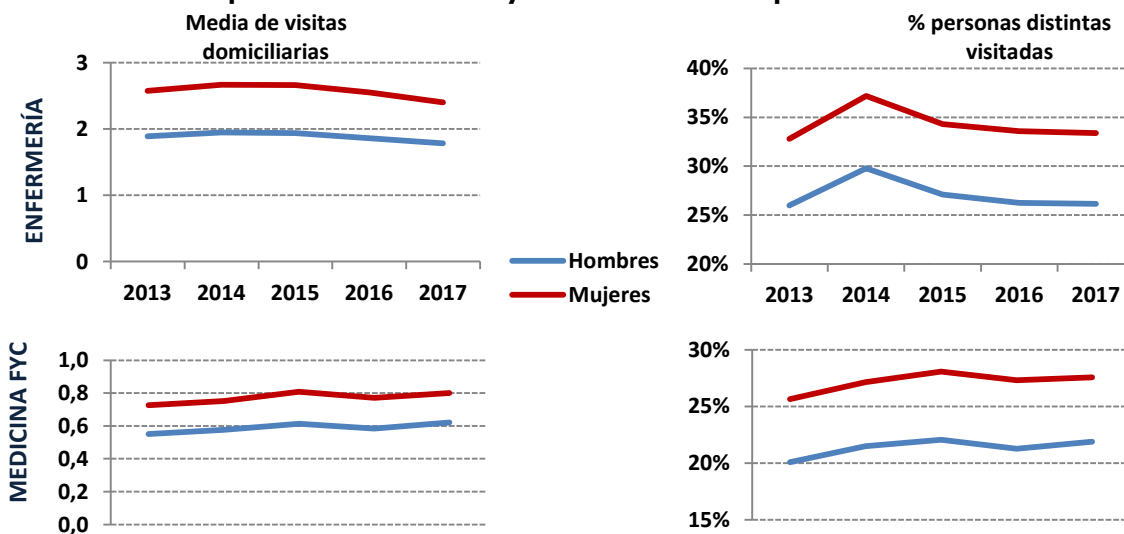 Media de visitas
domiciliarias
% personas distintas
visitadas
ENFERMERÍA
3
2
1
0
2013 2014 2015 2016 2017
Hombres
Mujeres
40%
35%
30%
25%
20%
2013 2014 2015 2016 2017
MEDICINA FYC
1,0
0,8
0,6
0,4
0,2
0,0
30%
25%
20%
15%